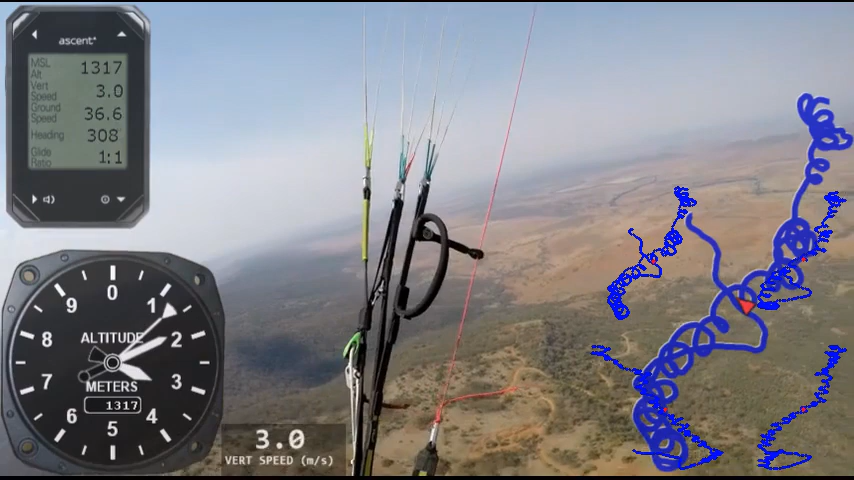 ascent+
MSL Alt 1317
Vert Speed 3.0
Ground Speed 36.6
Heading 308
Glide Ratio 1:1
0
9 1
ALTITUDE
8 2
METERS
7 3
1317
6 4
5
3.0
VERT SPEED (m/s)